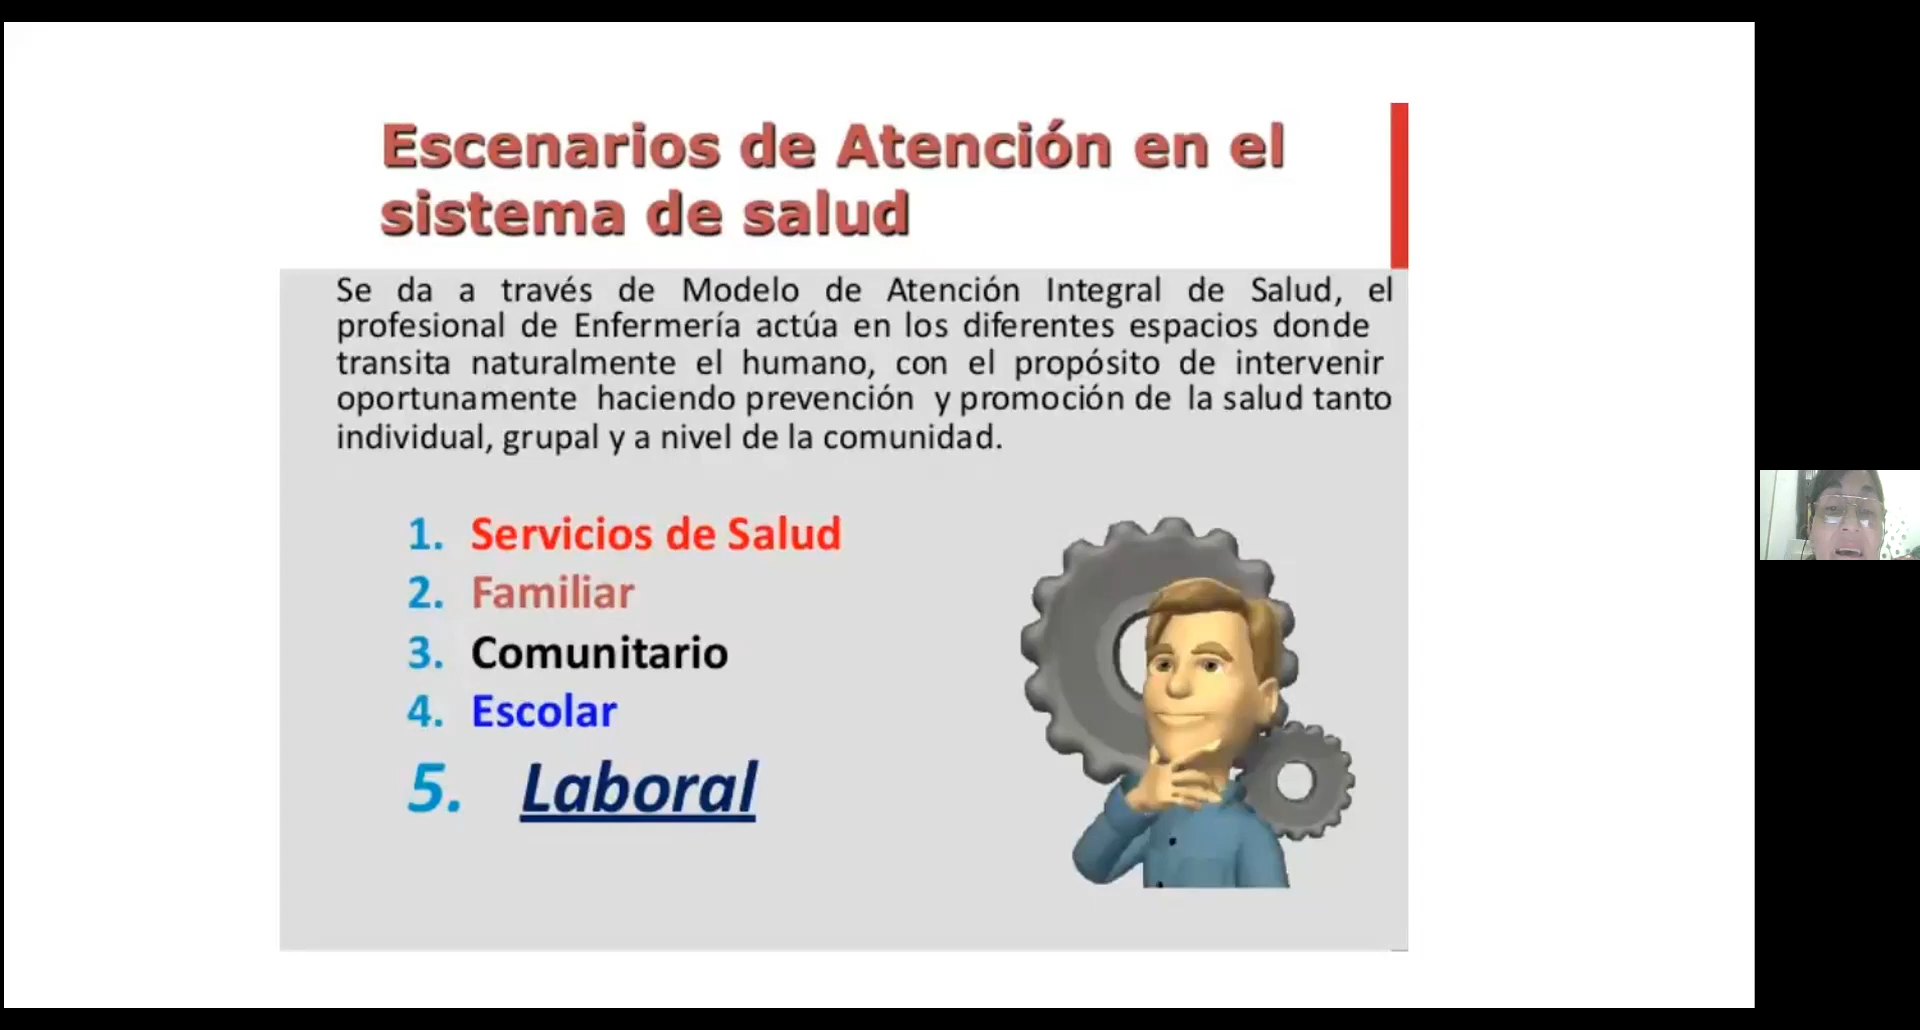 Escenarios de Atención en el
sistema de salud
Se da a través de Modelo de Atención Integral de Salud, el
profesional de Enfermería actúa en los diferentes espacios donde
transita naturalmente el humano, con el propósito de intervenir
oportunamente haciendo prevención y promoción de la salud tanto
individual, grupal y a nivel de la comunidad.
1. Servicios de Salud
2. Familiar
3. Comunitario
4. Escolar
5. Laboral